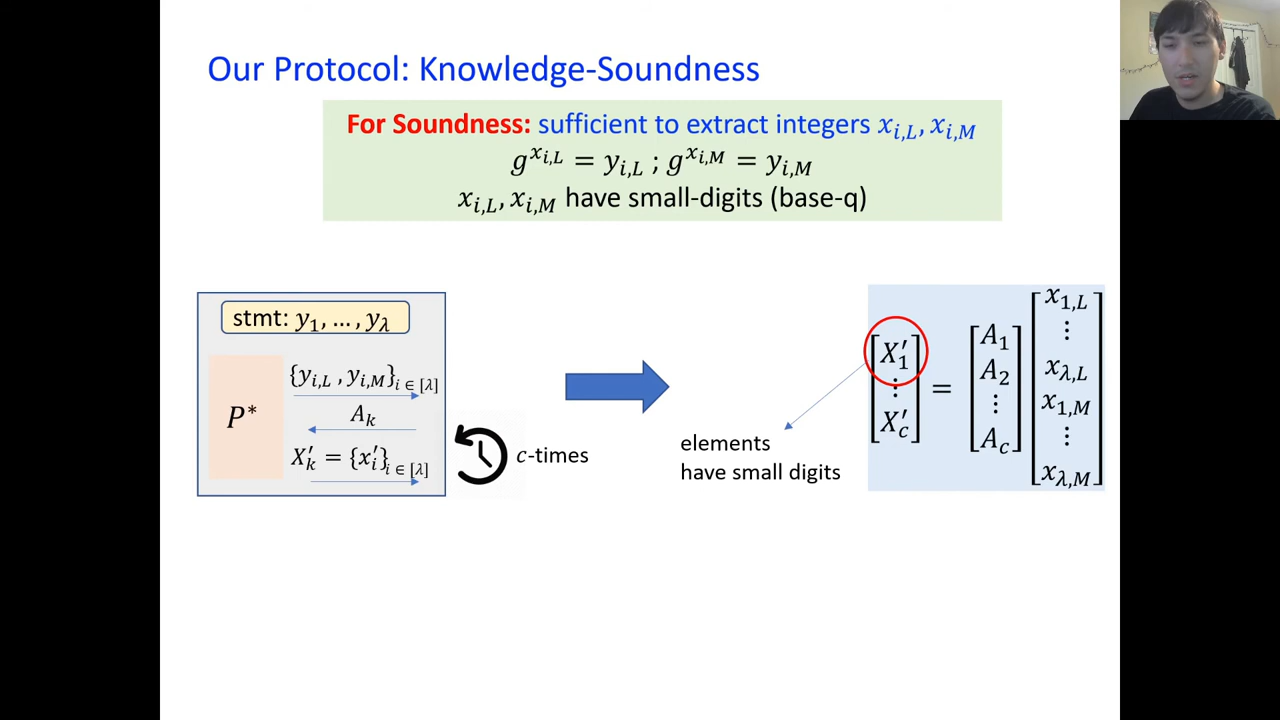 Our Protocol: Knowledge-Soundness
For Soundness: sufficient to extract integers x_{i,L}, x_{i,M}
g^{x_{i,L}} = y_{i,L} ; g^{x_{i,M}} = y_{i,M}
x_{i,L}, x_{i,M} have small-digits (base-q)
stmt: y_1, … , y_λ
P*
{y_{i,L} , y_{i,M}}_{i ∈ [λ]}
A_k
X'_k = {x'_i}_{i ∈ [λ]}
c-times
elements
have small digits
[X'_1 ⋮ X'_c] = [A_1 A_2 ⋮ A_c] [x_{1,L} ⋮ x_{λ,L} x_{1,M} ⋮ x_{λ,M}]